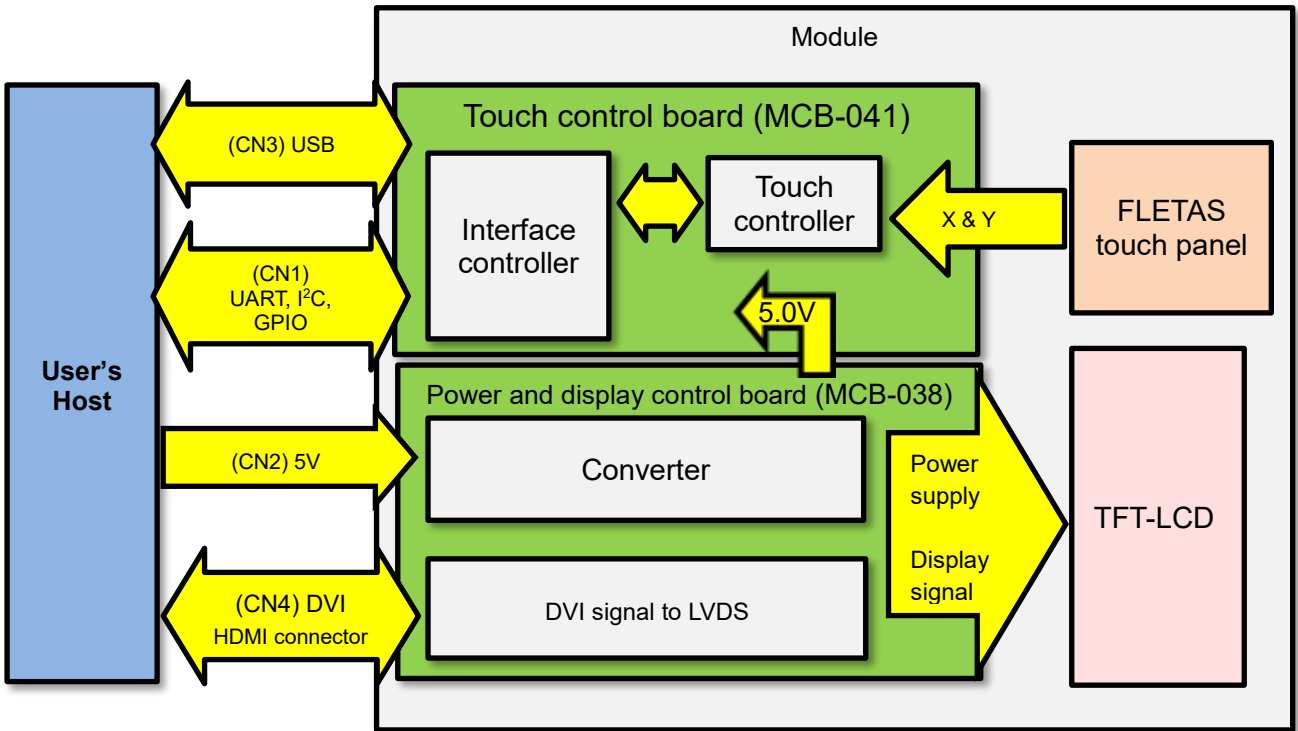 Module
Touch control board (MCB-041)
(CN3) USB
Interface
controller
Touch
controller
X & Y
FLETAS
touch panel
(CN1)
UART, I²C,
GPIO
5.0V
User’s
Host
Power and display control board (MCB-038)
(CN2) 5V
Converter
Power
supply
Display
signal
TFT-LCD
(CN4) DVI
HDMI connector
DVI signal to LVDS